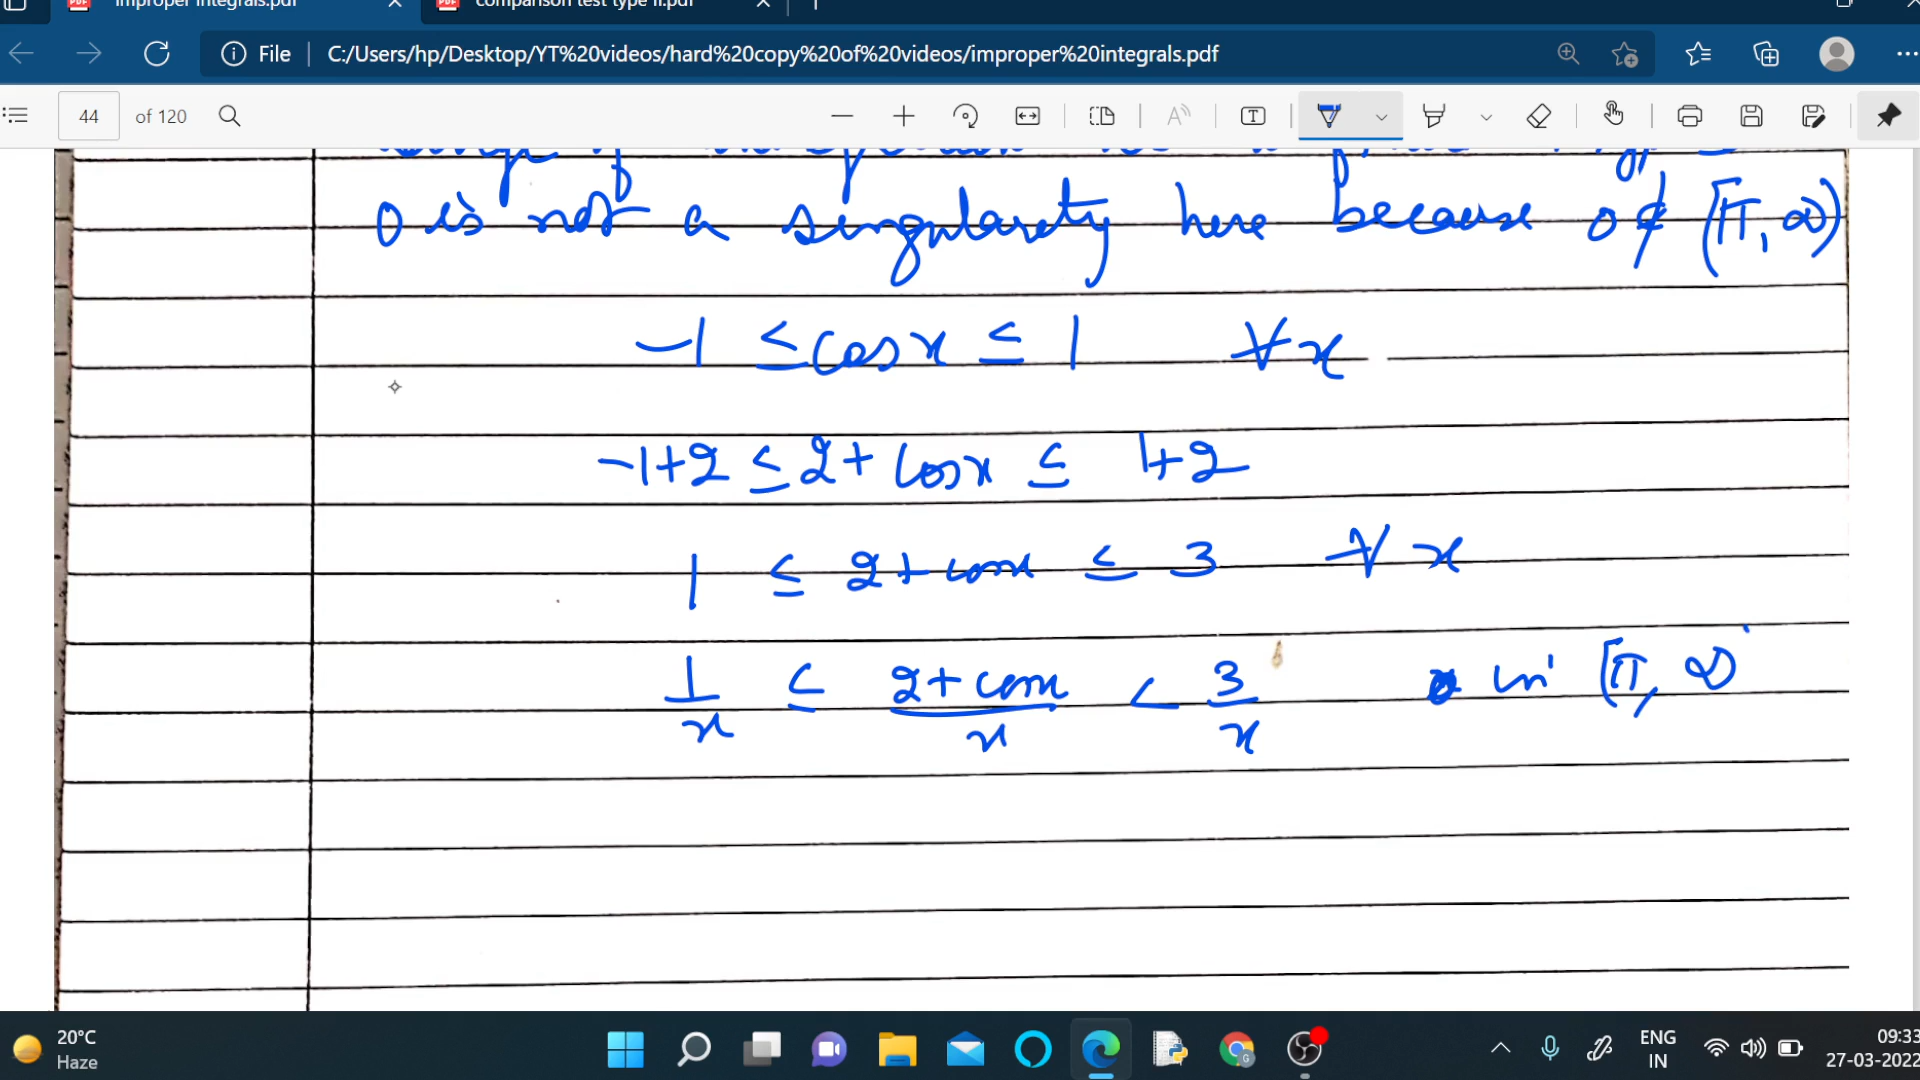 improper integrals.pdf
comparison test type II.pdf
File C:/Users/hp/Desktop/YT%20videos/hard%20copy%20of%20videos/improper%20integrals.pdf
44 of 120
0 is not a singularity here because 0 ∉ [π, ∞)
-1 ≤ cos x ≤ 1 ∀ x
-1+2 ≤ 2+ cos x ≤ 1+2
1 ≤ 2+cosx ≤ 3 ∀ x
1/x ≤ (2+cosx)/x < 3/x in [π, ∞
20°C
Haze
ENG
IN
09:33
27-03-2022